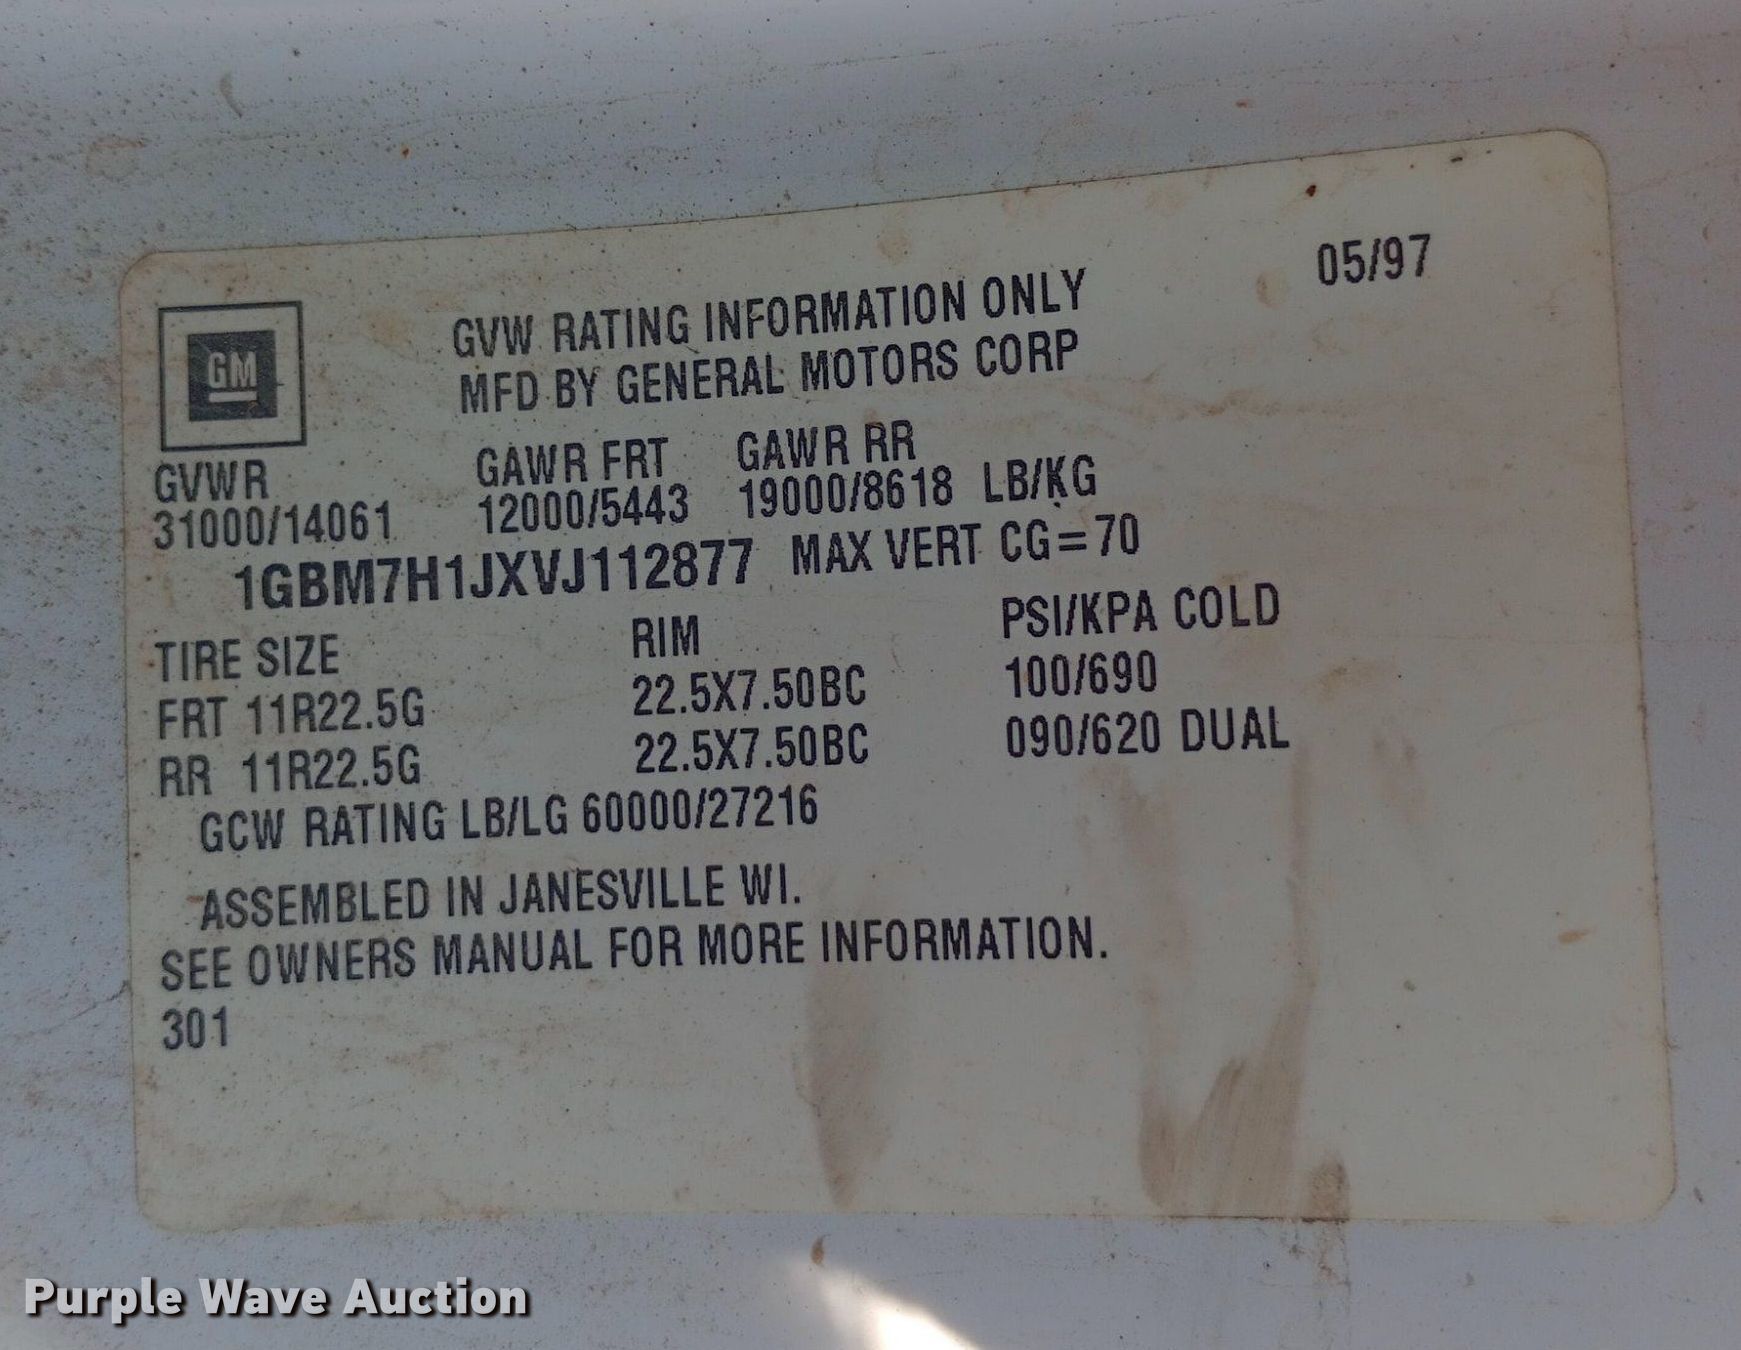 05/97
GM
GVW RATING INFORMATION ONLY
MFD BY GENERAL MOTORS CORP
GVWR GAWR FRT GAWR RR
31000/14061 12000/5443 19000/8618 LB/KG
1GBM7H1JXVJ112877 MAX VERT CG=70
TIRE SIZE RIM PSI/KPA COLD
FRT 11R22.5G 22.5X7.50BC 100/690
RR 11R22.5G 22.5X7.50BC 090/620 DUAL
GCW RATING LB/LG 60000/27216
ASSEMBLED IN JANESVILLE WI.
SEE OWNERS MANUAL FOR MORE INFORMATION.
301
Purple Wave Auction